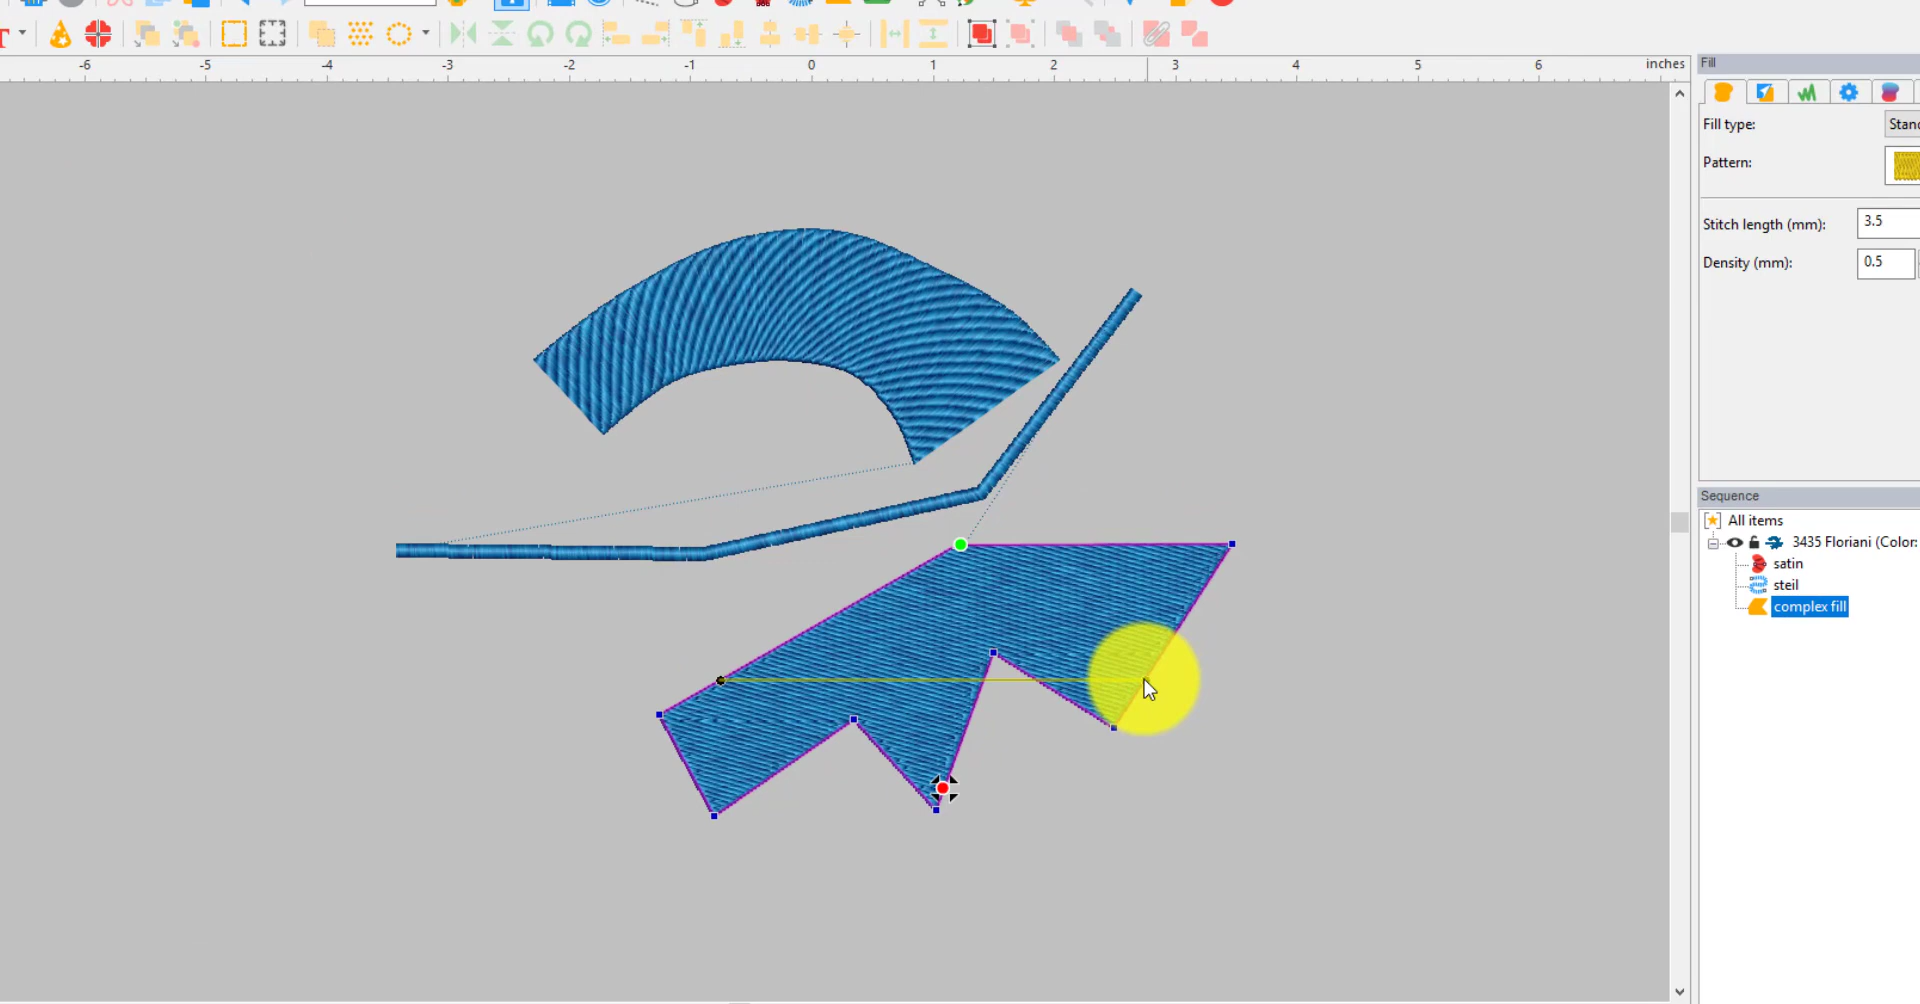 -6 -5 -4 -3 -2 -1 0 1 2 3 4 5 6 inches
Fill
Fill type:
Pattern:
Stitch length (mm): 3.5
Density (mm): 0.5
Sequence
All items
3435 Floriani (Color:
satin
steil
complex fill